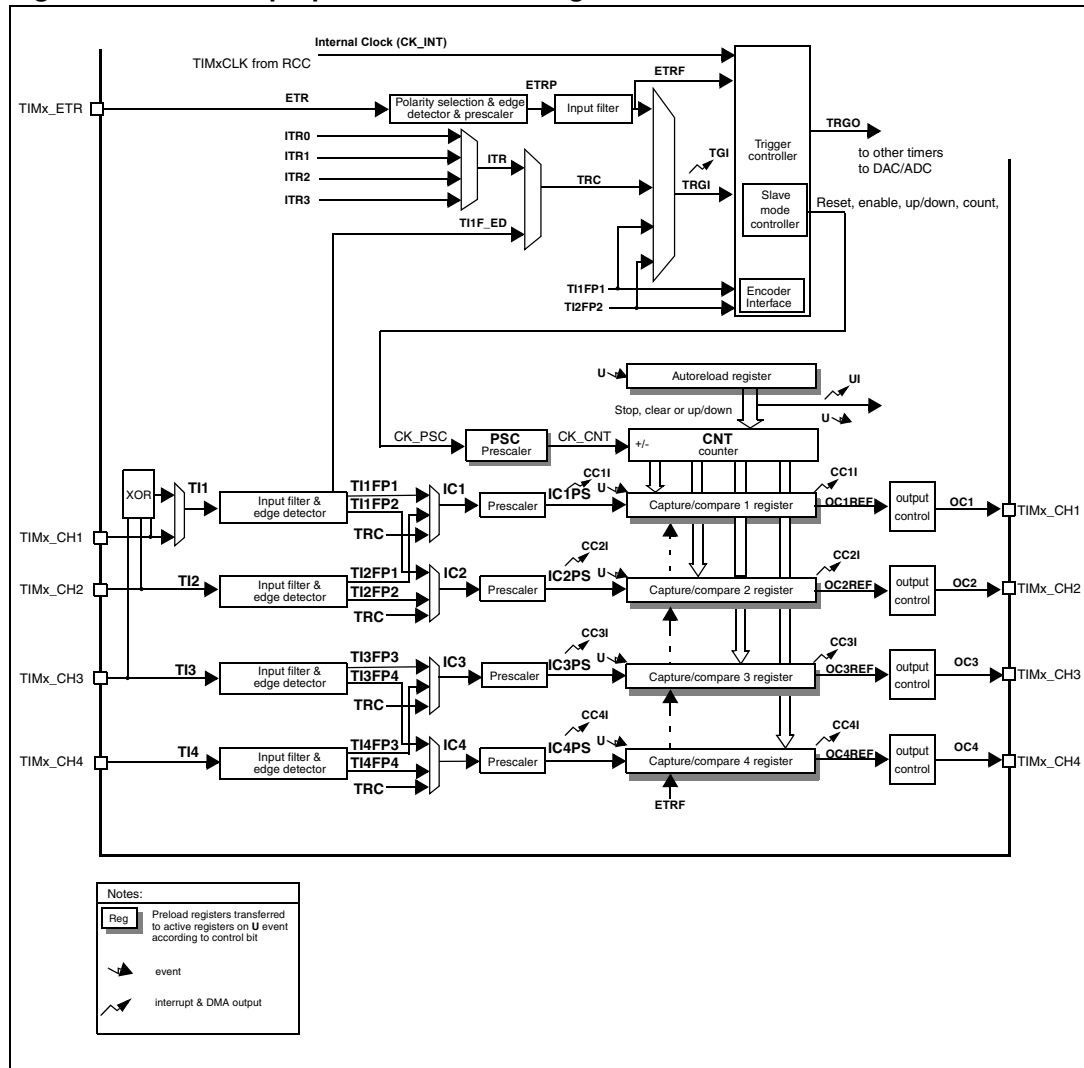 Internal Clock (CK_INT)
TIMxCLK from RCC
ETRF
TIMx_ETR
ETR
Polarity selection & edge
detector & prescaler
ETRP
Input filter
ITR0
ITR1
ITR2
ITR3
ITR
TI1F_ED
TRC
TGI
TRGI
Trigger
controller
TRGO
to other timers
to DAC/ADC
Slave
mode
controller
Reset, enable, up/down, count,
TI1FP1
TI2FP2
Encoder
Interface
U
Autoreload register
UI
U
Stop, clear or up/down
CK_PSC
PSC
Prescaler
CK_CNT
+/-
CNT
counter
XOR
TI1
Input filter &
edge detector
TI1FP1
TI1FP2
TRC
IC1
Prescaler
CC1I
IC1PS
U
Capture/compare 1 register
CC1I
OC1REF
output
control
OC1
TIMx_CH1
TIMx_CH1
TIMx_CH2
TI2
Input filter &
edge detector
TI2FP1
TI2FP2
TRC
IC2
Prescaler
CC2I
IC2PS
U
Capture/compare 2 register
CC2I
OC2REF
output
control
OC2
TIMx_CH2
TIMx_CH3
TI3
Input filter &
edge detector
TI3FP3
TI3FP4
TRC
IC3
Prescaler
CC3I
IC3PS
U
Capture/compare 3 register
CC3I
OC3REF
output
control
OC3
TIMx_CH3
TIMx_CH4
TI4
Input filter &
edge detector
TI4FP3
TI4FP4
TRC
IC4
Prescaler
CC4I
IC4PS
U
Capture/compare 4 register
CC4I
OC4REF
output
control
OC4
TIMx_CH4
ETRF
Notes:
Reg
Preload registers transferred
to active registers on U event
according to control bit
event
interrupt & DMA output